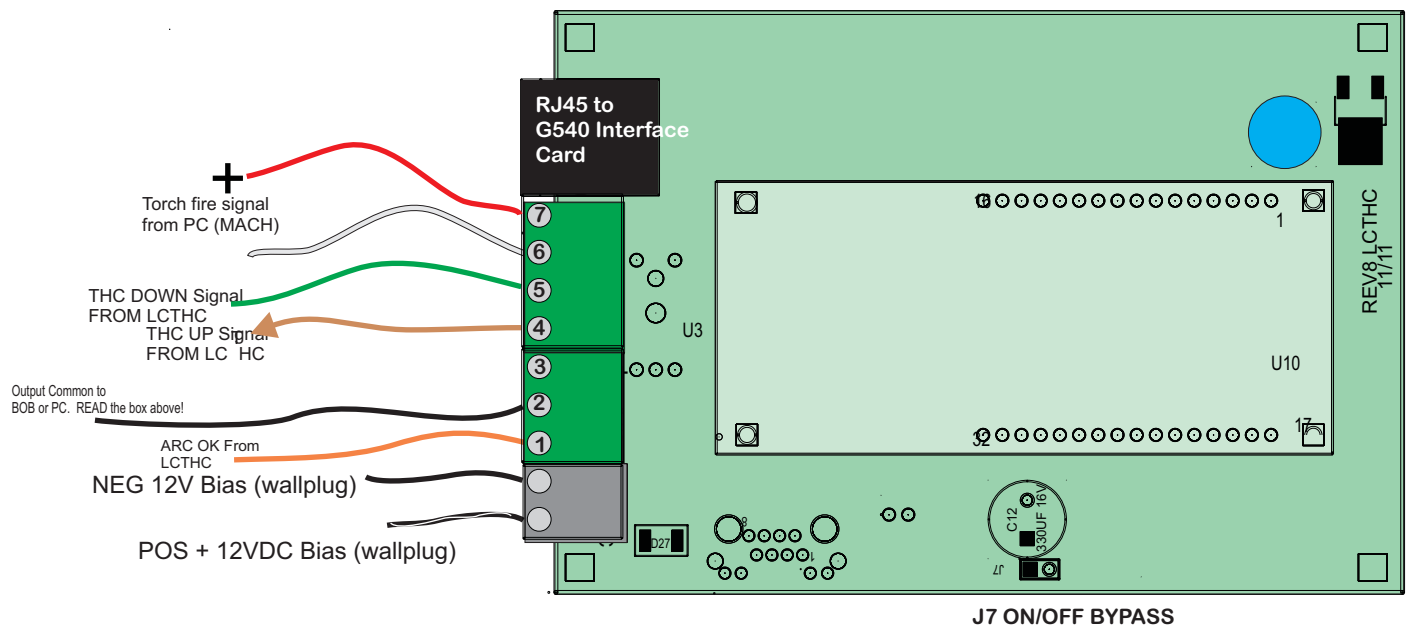 RJ45 to
G540 Interface
Card
+
Torch fire signal
from PC (MACH)
7
6
5
4
3
2
1
THC DOWN Signal
FROM LCTHC
THC UP Signal
FROM LC HC
T
Output Common to
BOB or PC. READ the box above!
ARC OK From
LCTHC
NEG 12V Bias (wallplug)
POS + 12VDC Bias (wallplug)
16
1
REV8 LCTHC
11/11
U3
U10
32
17
C12
330UF 16V
D27
8
1
J7
J7 ON/OFF BYPASS